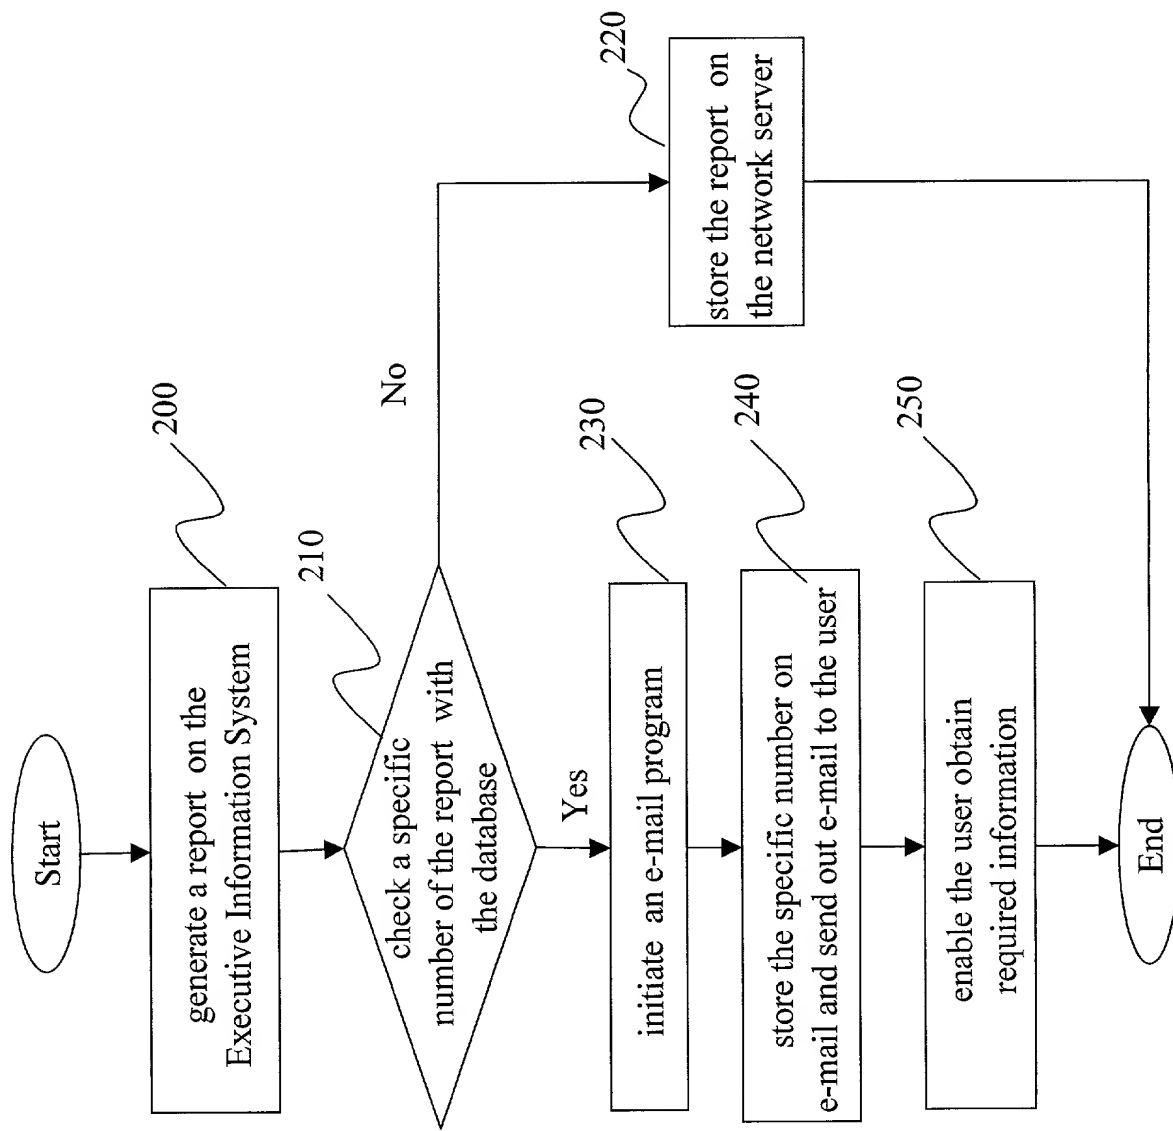 Start
generate a report on the
Executive Information System
200
check a specific
number of the report with
the database
210
No
store the report on
the network server
220
Yes
initiate an e-mail program
230
store the specific number on
e-mail and send out e-mail to the user
240
enable the user obtain
required information
250
End